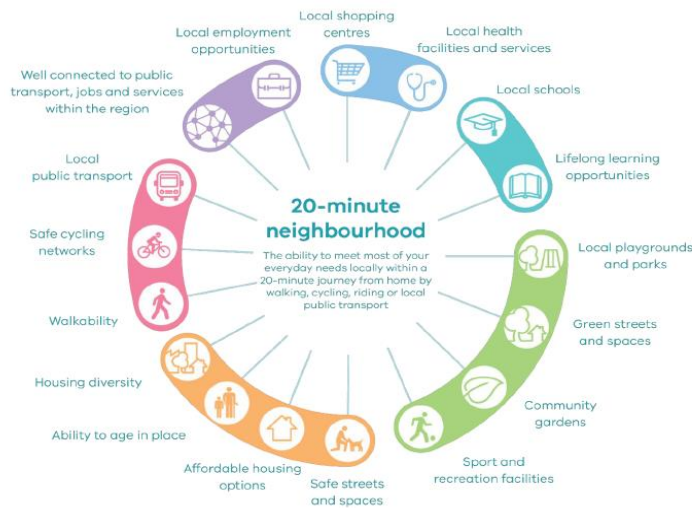 Local shopping
centres
Local health
facilities and services
Local schools
Lifelong learning
opportunities
Local playgrounds
and parks
Green streets
and spaces
Community
gardens
Sport and
recreation facilities
Safe streets
and spaces
Affordable housing
options
Ability to age in place
Housing diversity
Walkability
Safe cycling
networks
Local
public transport
Well connected to public
transport, jobs and services
within the region
Local employment
opportunities
20-minute
neighbourhood
The ability to meet most of your
everyday needs locally within a
20-minute journey from home by
walking, cycling, riding or local
public transport